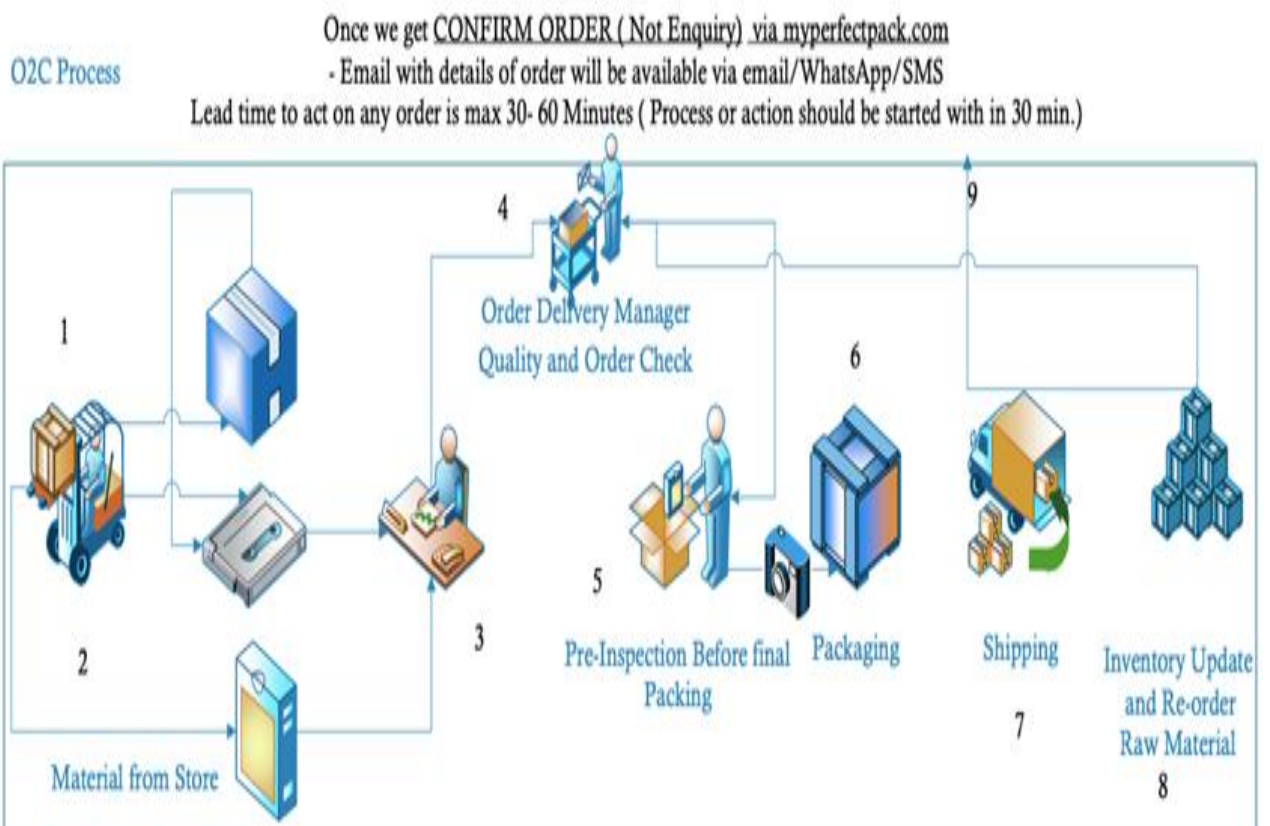 Once we get CONFIRM ORDER ( Not Enquiry) via myperfectpack.com
O2C Process
- Email with details of order will be available via email/WhatsApp/SMS
Lead time to act on any order is max 30- 60 Minutes ( Process or action should be started with in 30 min.)
4
9
1
Order Delivery Manager
Quality and Order Check
6
5
3
2
Pre-Inspection Before final
Packing
Packaging
Shipping
7
Inventory Update
and Re-order
Raw Material
8
Material from Store